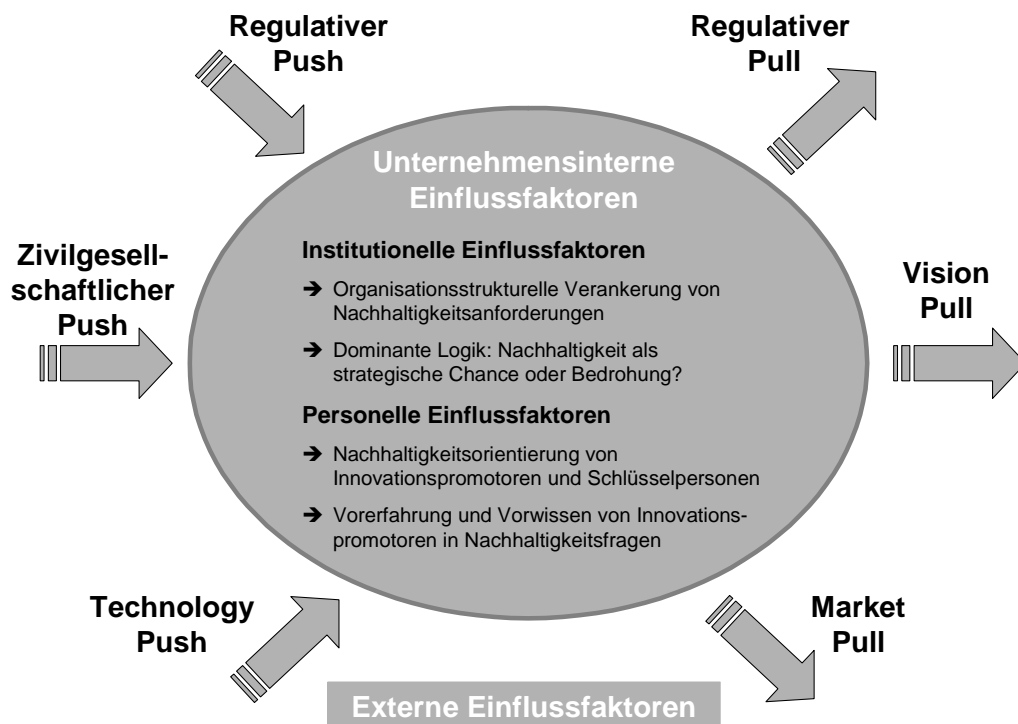 Regulativer
Push
Regulativer
Pull
Unternehmensinterne
Einflussfaktoren
Institutionelle Einflussfaktoren
➔ Organisationsstrukturelle Verankerung von
Nachhaltigkeitsanforderungen
➔ Dominante Logik: Nachhaltigkeit als
strategische Chance oder Bedrohung?
Personelle Einflussfaktoren
➔ Nachhaltigkeitsorientierung von
Innovationspromotoren und Schlüsselpersonen
➔ Vorerfahrung und Vorwissen von Innovations-
promotoren in Nachhaltigkeitsfragen
Zivilgesell-
schaftlicher
Push
Vision
Pull
Technology
Push
Market
Pull
Externe Einflussfaktoren